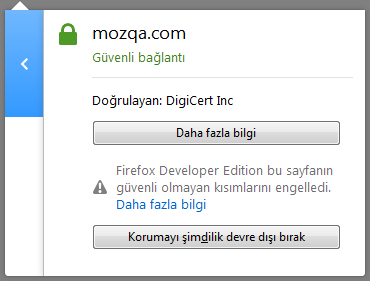 mozqa.com
Güvenli bağlantı
Doğrulayan: DigiCert Inc
Daha fazla bilgi
Firefox Developer Edition bu sayfanın
güvenli olmayan kısımlarını engelledi.
Daha fazla bilgi
Korumayı şimdilik devre dışı bırak